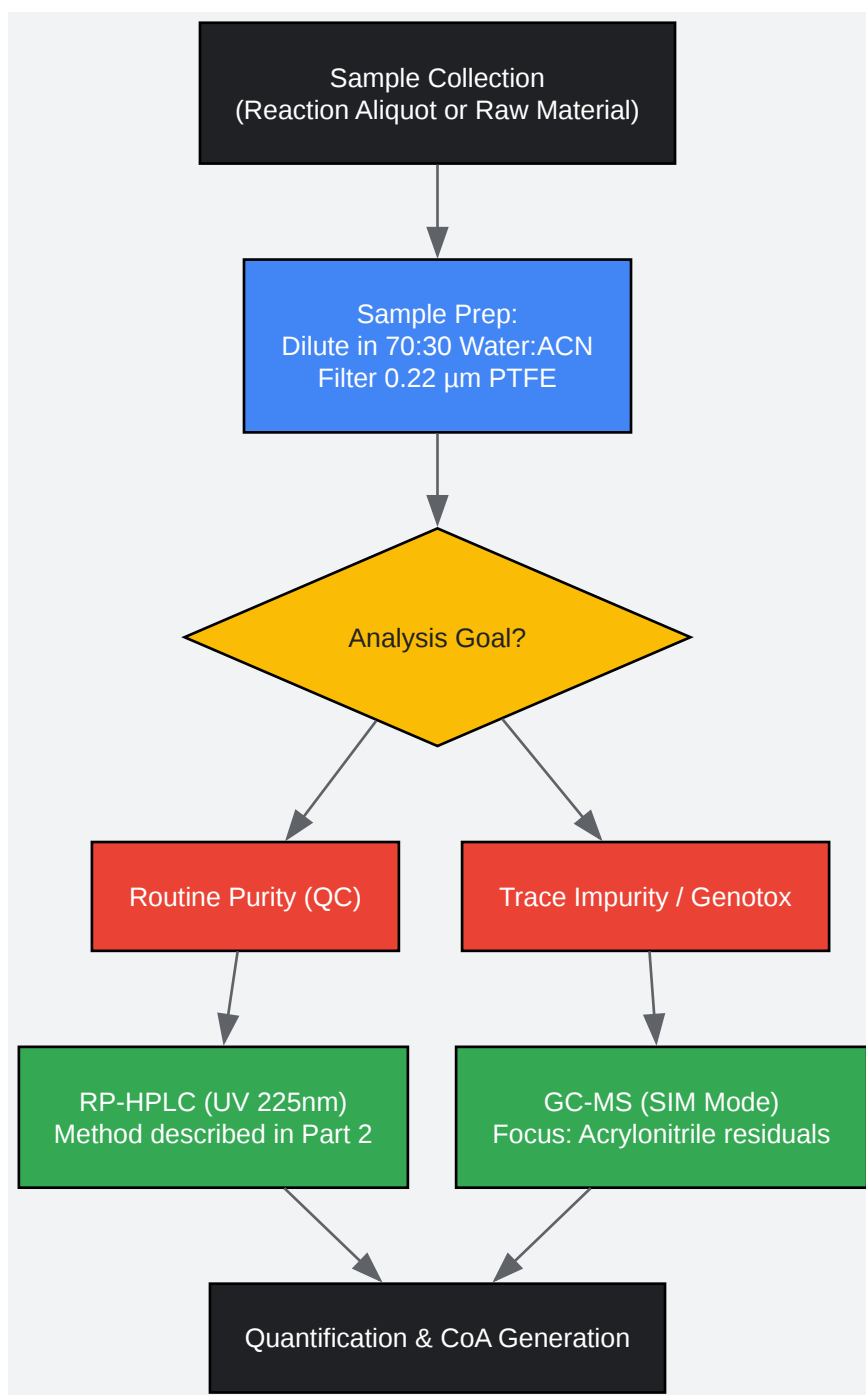 Sample Collection
(Reaction Aliquot or Raw Material)
Sample Prep:
Dilute in 70:30 Water:ACN
Filter 0.22 µm PTFE
Analysis Goal?
Routine Purity (QC)
Trace Impurity / Genotox
RP-HPLC (UV 225nm)
Method described in Part 2
GC-MS (SIM Mode)
Focus: Acrylonitrile residuals
Quantification & CoA Generation